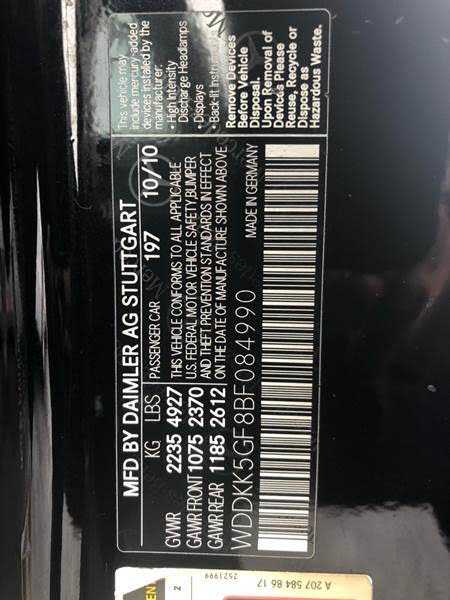 MFD BY DAIMLER AG STUTTGART
KG LBS PASSENGER CAR 197 10/10
GVWR 2235 4927
GAWR FRONT 1075 2370
GAWR REAR 1185 2612
THIS VEHICLE CONFORMS TO ALL APPLICABLE
U.S. FEDERAL MOTOR VEHICLE SAFETY, BUMPER
AND THEFT PREVENTION STANDARDS IN EFFECT
ON THE DATE OF MANUFACTURE SHOWN ABOVE
WDDKK5GF8BF084990
MADE IN GERMANY
This vehicle may
include mercury-added
devices installed by the
manufacturer:
• High Intensity
Discharge Headlamps
• Displays
• Back-lit Instrument
Remove Devices
Before Vehicle
Disposal.
Upon Removal of
Devices Please
Reuse, Recycle or
Dispose as
Hazardous Waste.
A 207 584 86 17
2521999
N